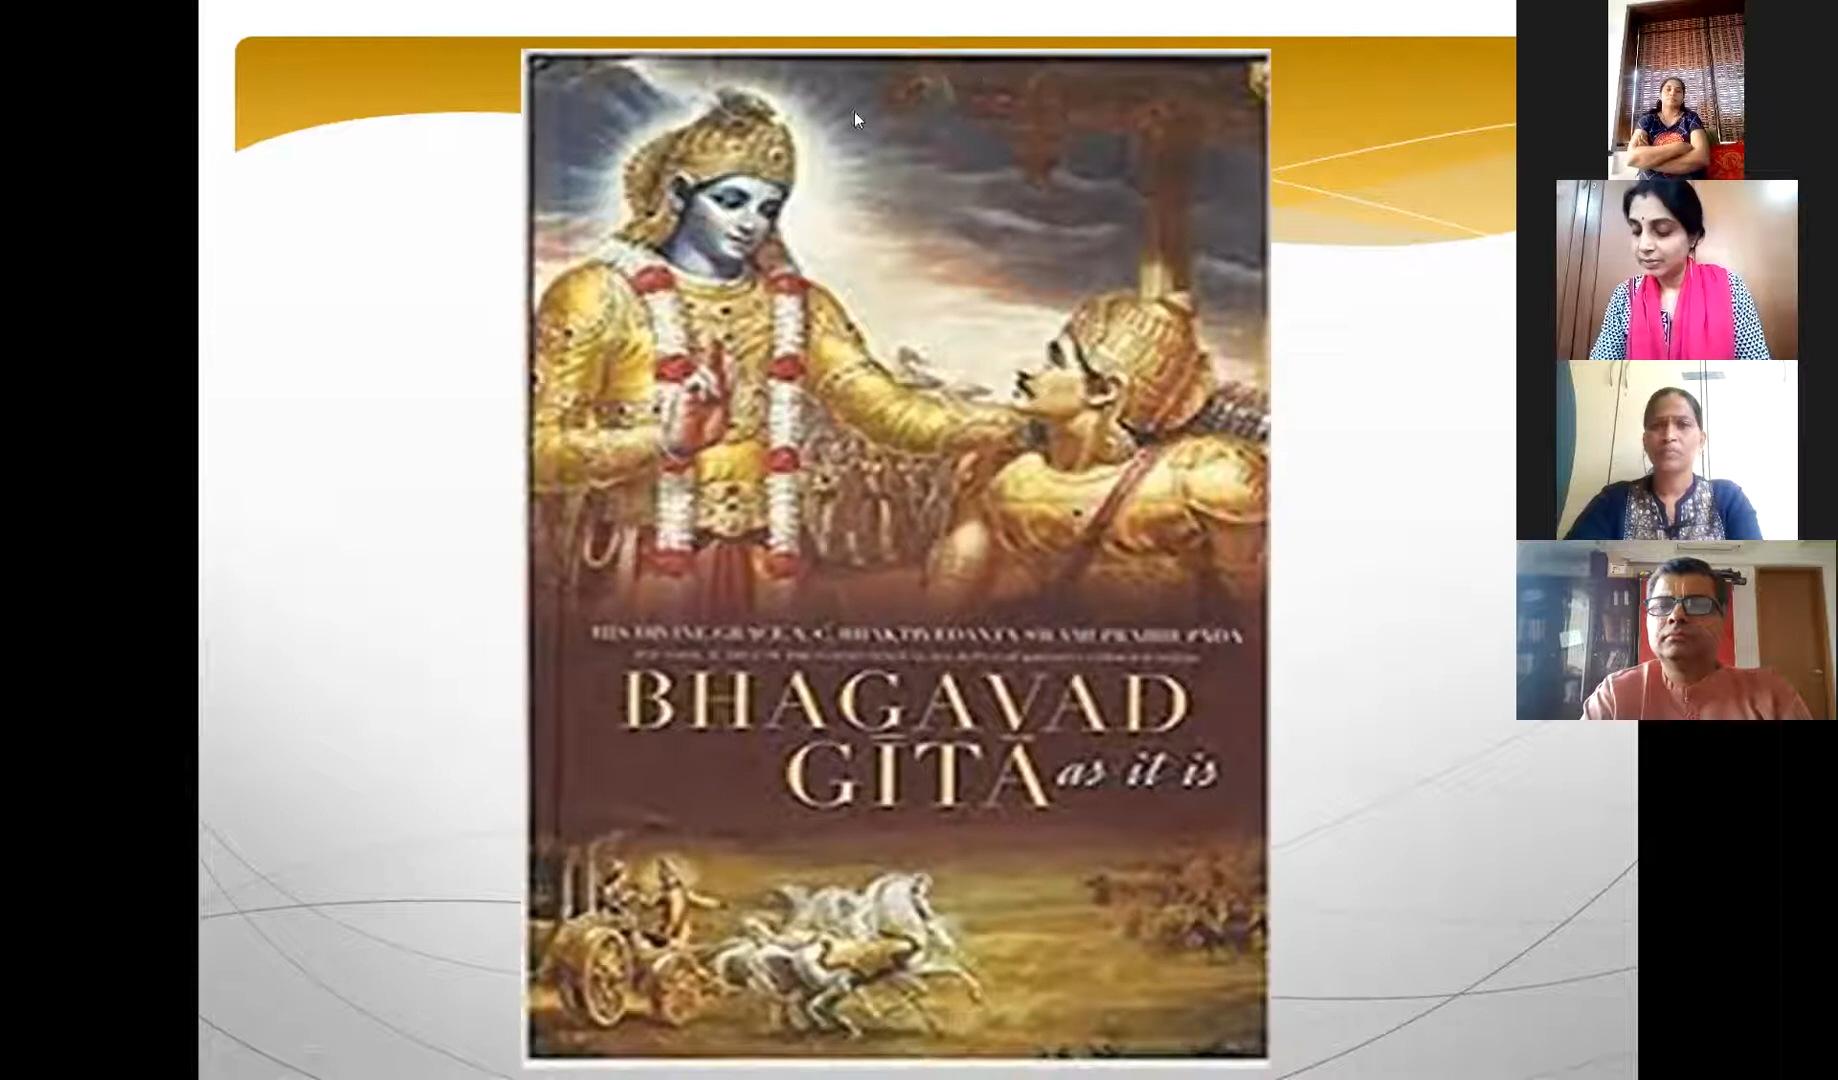 HIS DIVINE GRACE A. C. BHAKTIVEDANTA SWAMI PRABHUPADA
BHAGAVAD
GĪTĀ as it is